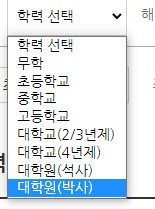 학력 선택
해
학력 선택
무학
초등학교
중학교
고등학교
대학교(2/3년제)
대학교(4년제)
대학원(석사)
대학원(박사)